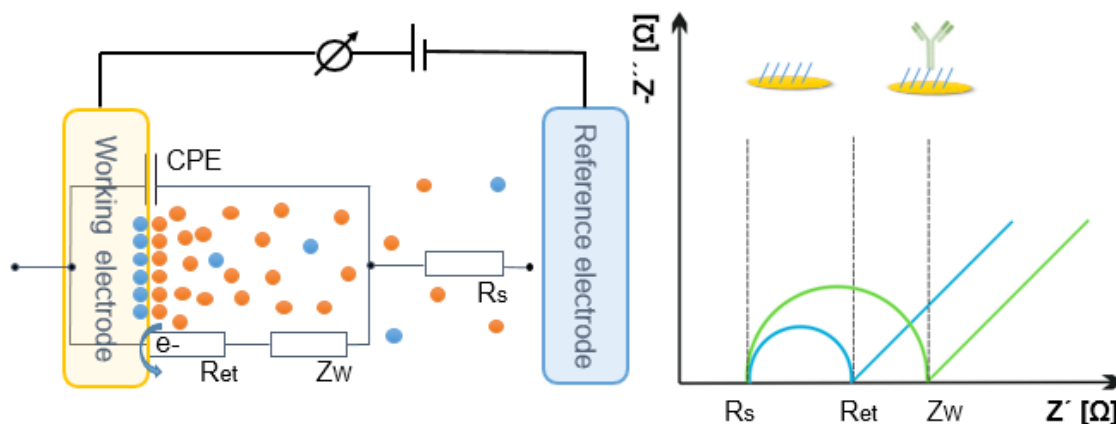 Working electrode
CPE
e-
Ret
Zw
Rs
Reference electrode
-Z´´ [Ω]
Rs
Ret
Zw
Z´ [Ω]